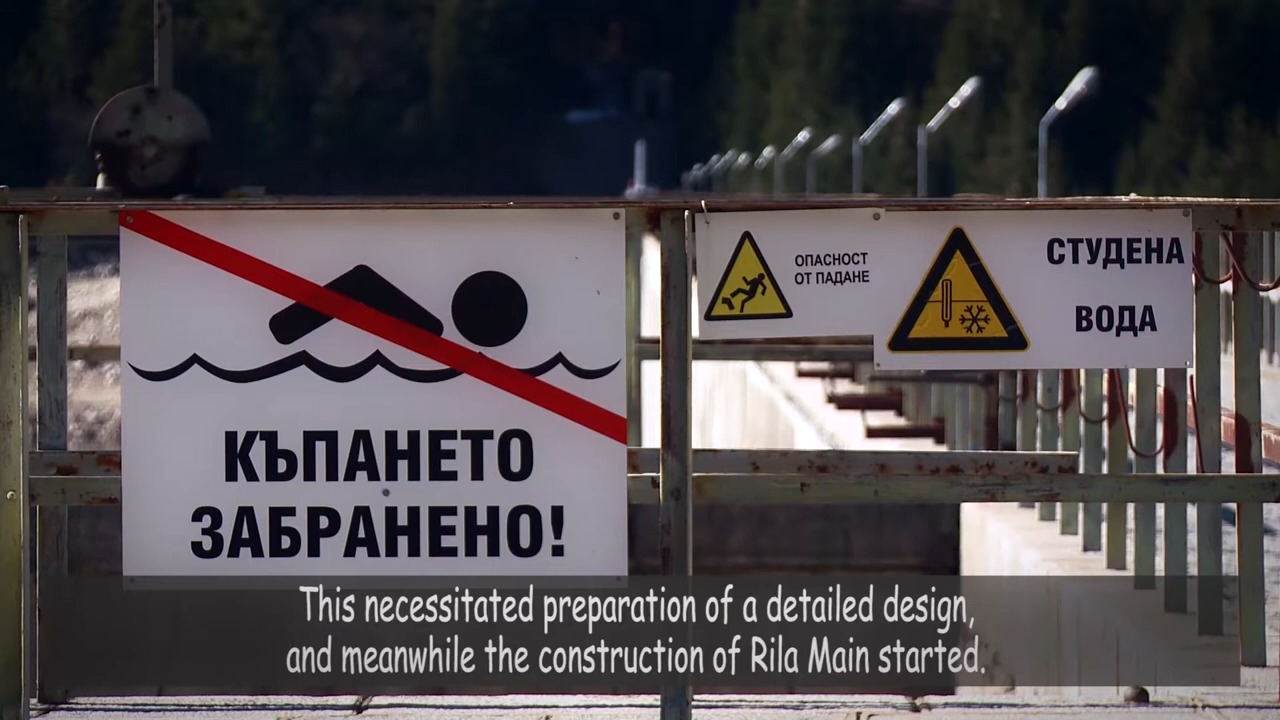 КЪПАНЕТО
ЗАБРАНЕНО!
ОПАСНОСТ
ОТ ПАДАНЕ
СТУДЕНА
ВОДА
This necessitated preparation of a detailed design,
and meanwhile the construction of Rila Main started.